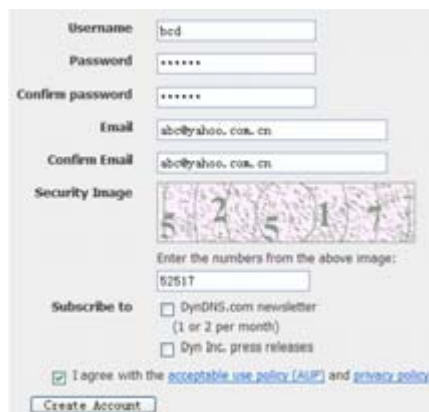 Username bcd
Password ******
Confirm password ******
Email abc@yahoo.com.cn
Confirm Email abc@yahoo.com.cn
Security Image 5 2 5 1 7
Enter the numbers from the above image:
52517
Subscribe to DynDNS.com newsletter
(1 or 2 per month)
Dyn Inc. press releases
I agree with the acceptable use policy (AUP) and privacy policy
Create Account